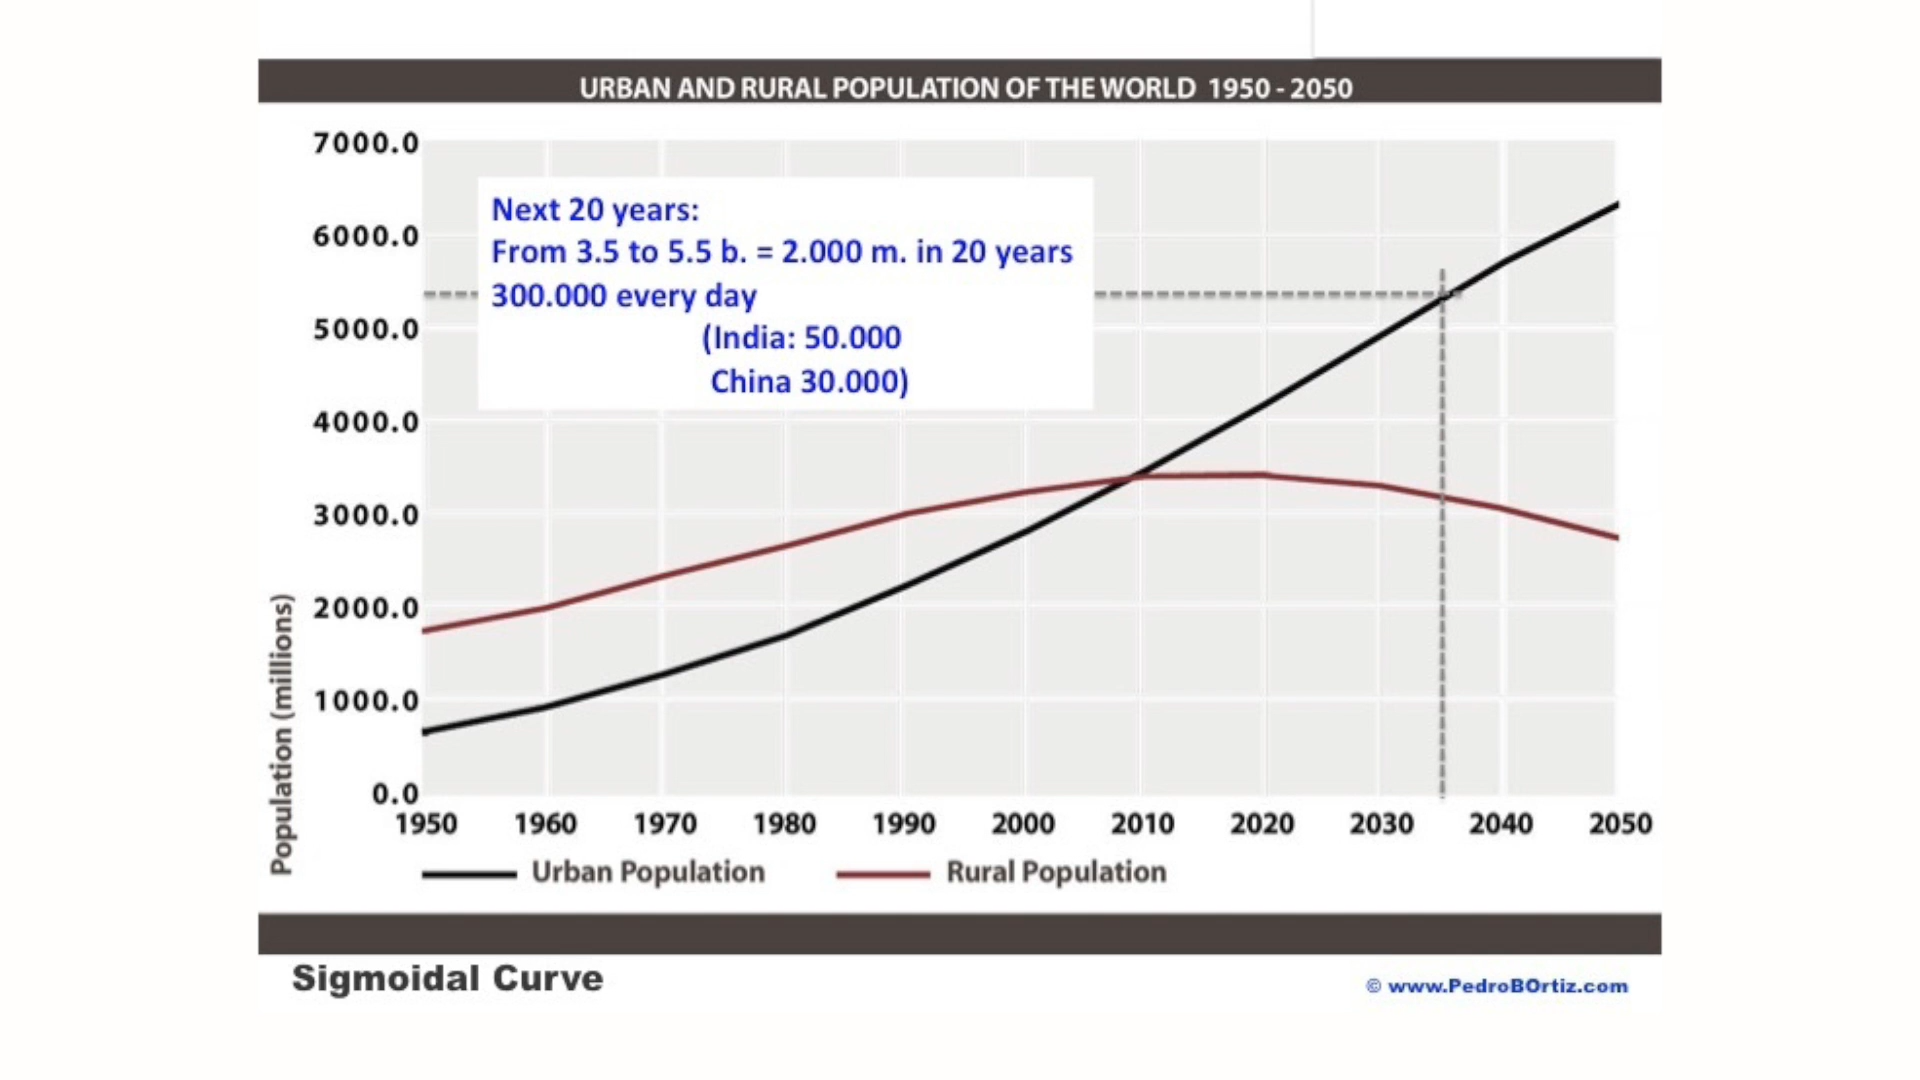 URBAN AND RURAL POPULATION OF THE WORLD 1950 - 2050
7000.0
6000.0
5000.0
4000.0
3000.0
2000.0
1000.0
0.0
Population (millions)
Next 20 years:
From 3.5 to 5.5 b. = 2.000 m. in 20 years
300.000 every day
(India: 50.000
China 30.000)
1950 1960 1970 1980 1990 2000 2010 2020 2030 2040 2050
Urban Population Rural Population
Sigmoidal Curve
© www.PedroBOrtiz.com